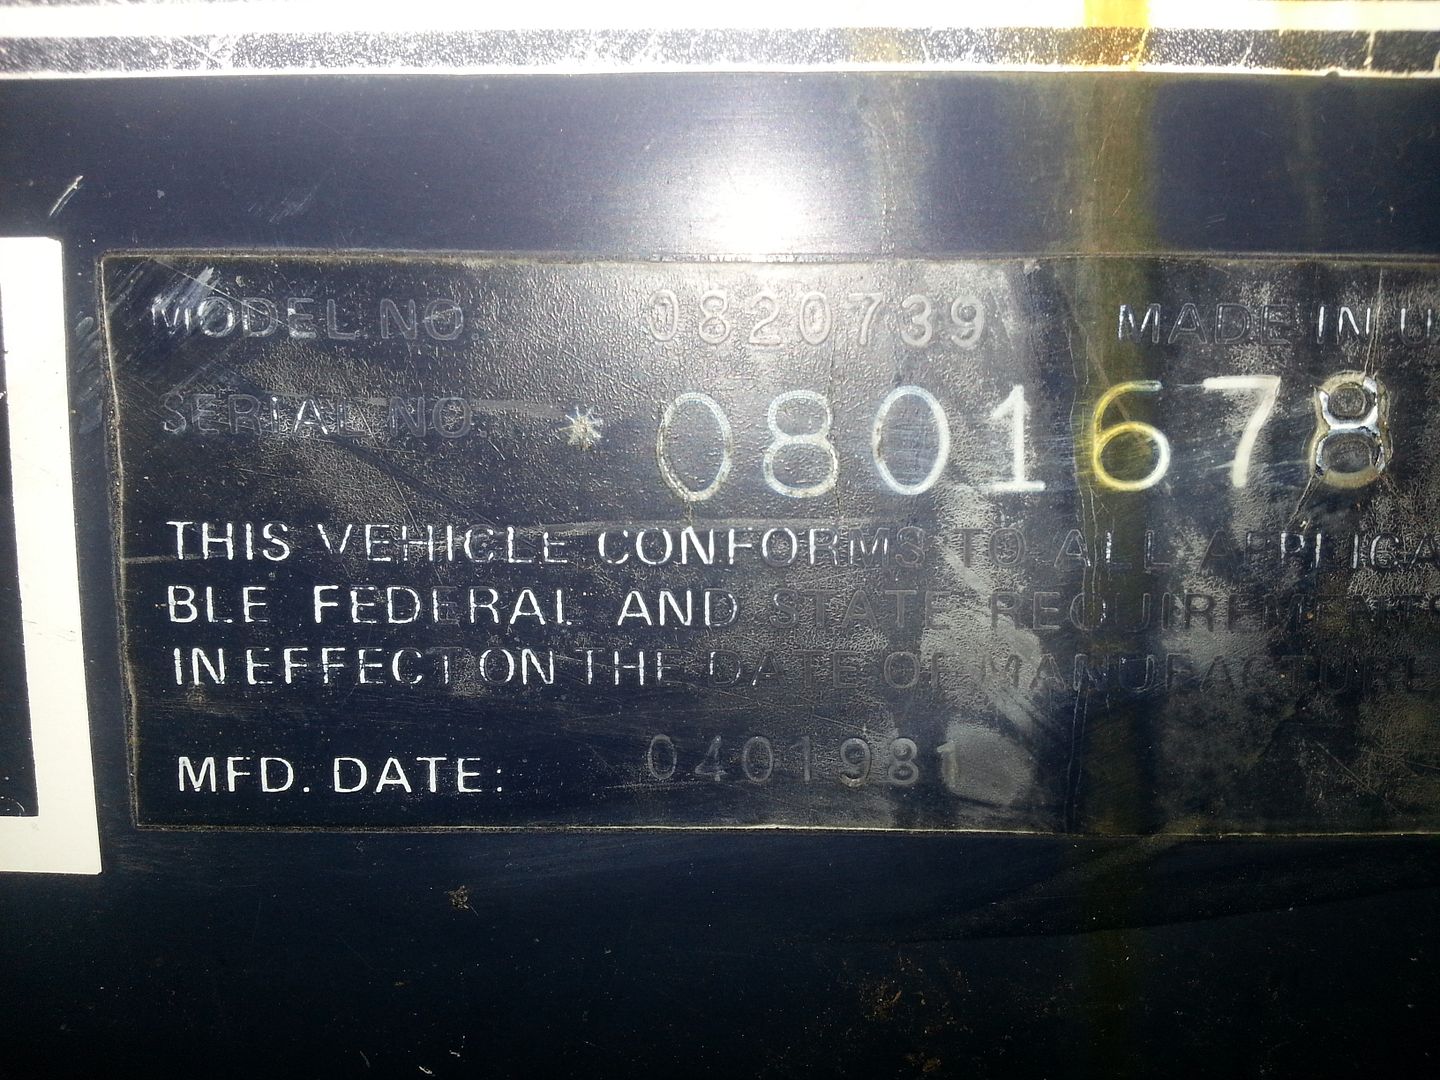 MODEL NO. 0820739 MADE IN U
SERIAL NO. *0801678
THIS VEHICLE CONFORMS TO ALL APPLICA
BLE FEDERAL AND STATE REQUIREMENTS
IN EFFECT ON THE DATE OF MANUFACTURE
MFD. DATE: 0401981